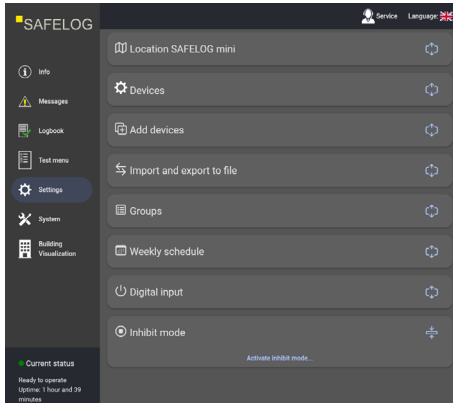 SAFELOG
Service
Language:
Info
Messages
Logbook
Test menu
Settings
System
Building
Visualization
Current status
Ready to operate
Uptime: 1 hour and 39
minutes
Location SAFELOG mini
Devices
Add devices
Import and export to file
Groups
Weekly schedule
Digital input
Inhibit mode
Activate inhibit mode...